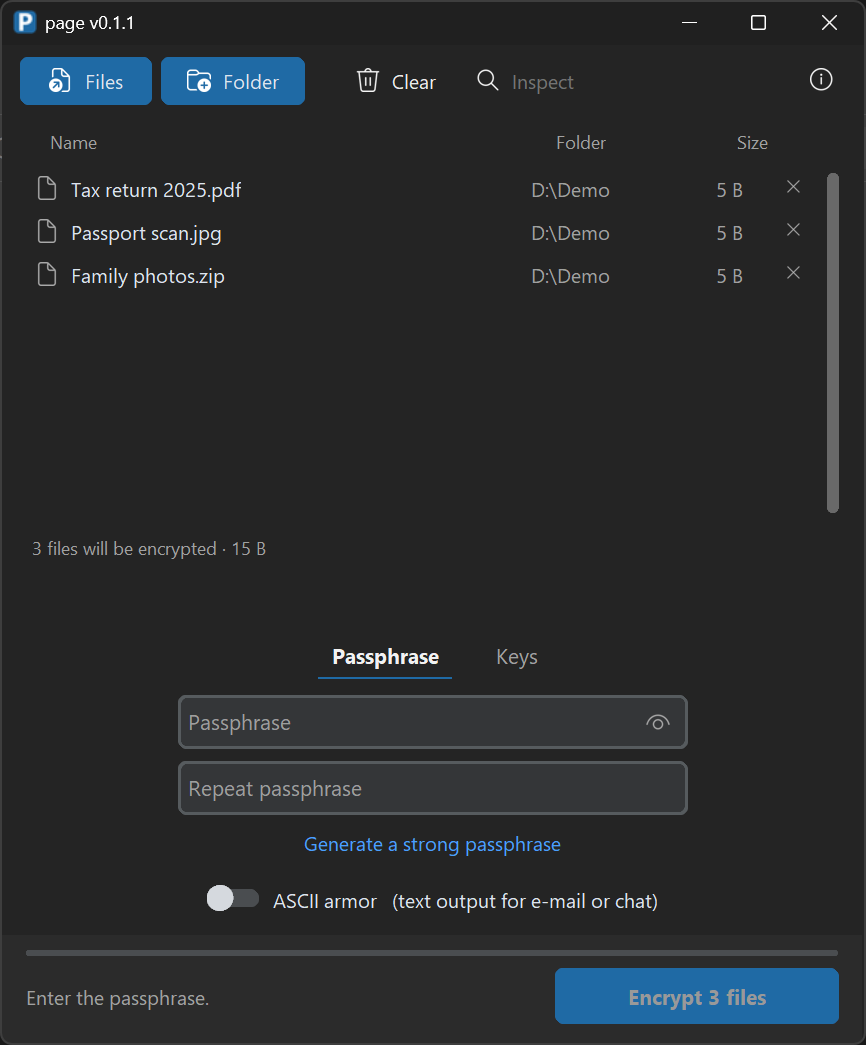 P page v0.1.1
Files Folder Clear Inspect
Name Folder Size
Tax return 2025.pdf D:\Demo 5 B
Passport scan.jpg D:\Demo 5 B
Family photos.zip D:\Demo 5 B
3 files will be encrypted · 15 B
Passphrase Keys
Passphrase
Repeat passphrase
Generate a strong passphrase
ASCII armor (text output for e-mail or chat)
Enter the passphrase. Encrypt 3 files